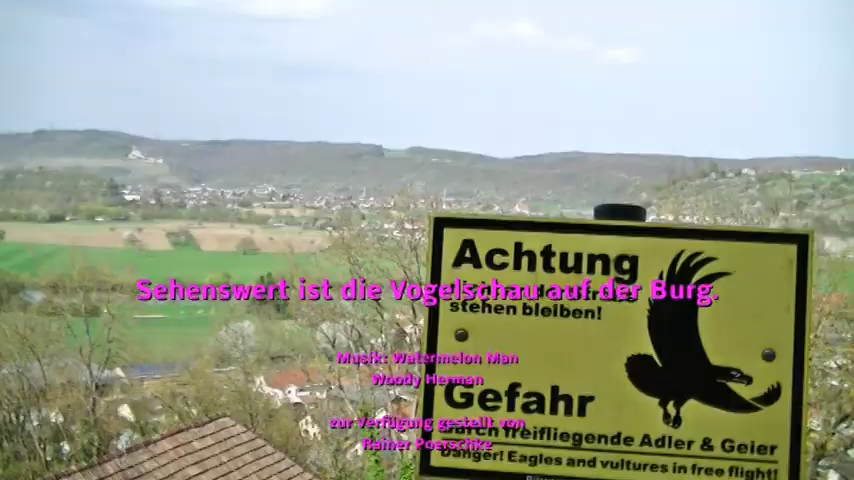 Achtung
Sehenswert ist die Vogelschau auf der Burg.
stehen bleiben!
Musik: Watermelon Man
Woody Herman
Gefahr
zur Verfügung gestellt von
Durch freifliegende Adler & Geier
Rainer Poerschke
Danger! Eagles and vultures in free flight!